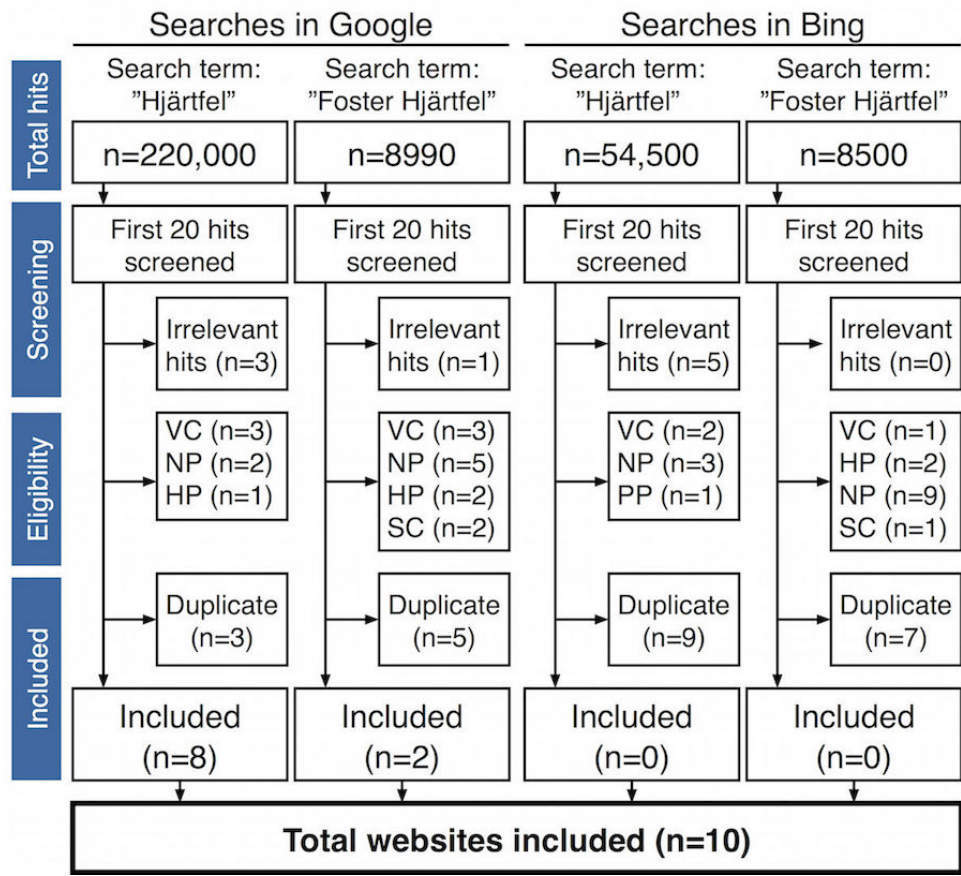 Searches in Google
Searches in Bing
Total hits
Search term:
"Hjärtfel"
Search term:
"Foster Hjärtfel"
Search term:
"Hjärtfel"
Search term:
"Foster Hjärtfel"
n=220,000
n=8990
n=54,500
n=8500
Screening
First 20 hits
screened
First 20 hits
screened
First 20 hits
screened
First 20 hits
screened
Irrelevant
hits (n=3)
Irrelevant
hits (n=1)
Irrelevant
hits (n=5)
Irrelevant
hits (n=0)
Eligibility
VC (n=3)
NP (n=2)
HP (n=1)
VC (n=3)
NP (n=5)
HP (n=2)
SC (n=2)
VC (n=2)
NP (n=3)
PP (n=1)
VC (n=1)
HP (n=2)
NP (n=9)
SC (n=1)
Included
Duplicate
(n=3)
Duplicate
(n=5)
Duplicate
(n=9)
Duplicate
(n=7)
Included
(n=8)
Included
(n=2)
Included
(n=0)
Included
(n=0)
Total websites included (n=10)